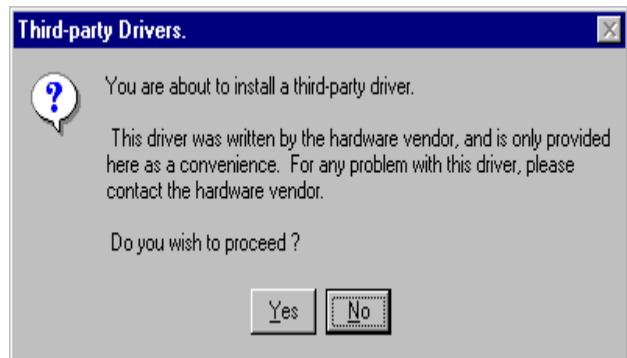 Third-party Drivers.
You are about to install a third-party driver.
This driver was written by the hardware vendor, and is only provided
here as a convenience. For any problem with this driver, please
contact the hardware vendor.
Do you wish to proceed ?
Yes No